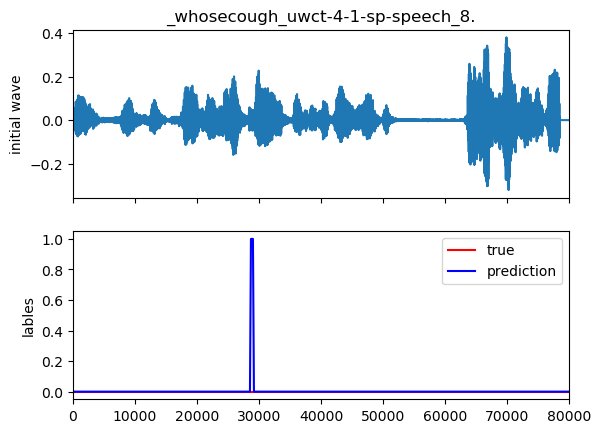 _whosecough_uwct-4-1-sp-speech_8.
0.4
0.2
0.0
−0.2
initial wave
1.0
0.8
0.6
0.4
0.2
0.0
lables
true
prediction
0 10000 20000 30000 40000 50000 60000 70000 80000